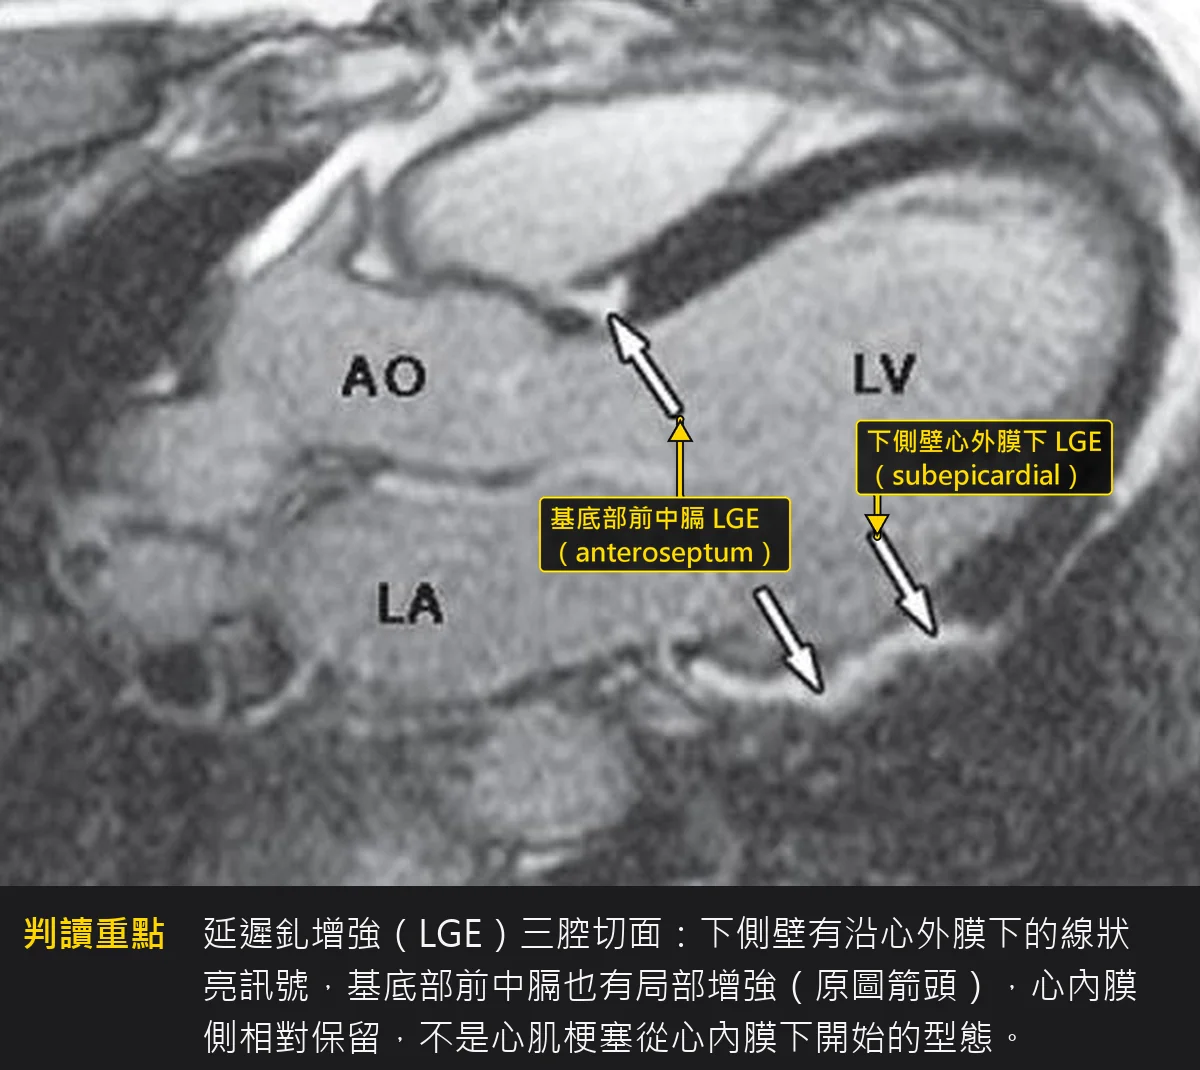 AO
LV
下側壁心外膜下 LGE
（subepicardial）
基底部前中膈 LGE
（anteroseptum）
LA
判讀重點 延遲釓增強（LGE）三腔切面：下側壁有沿心外膜下的線狀
亮訊號，基底部前中膈也有局部增強（原圖箭頭），心內膜
側相對保留，不是心肌梗塞從心內膜下開始的型態。